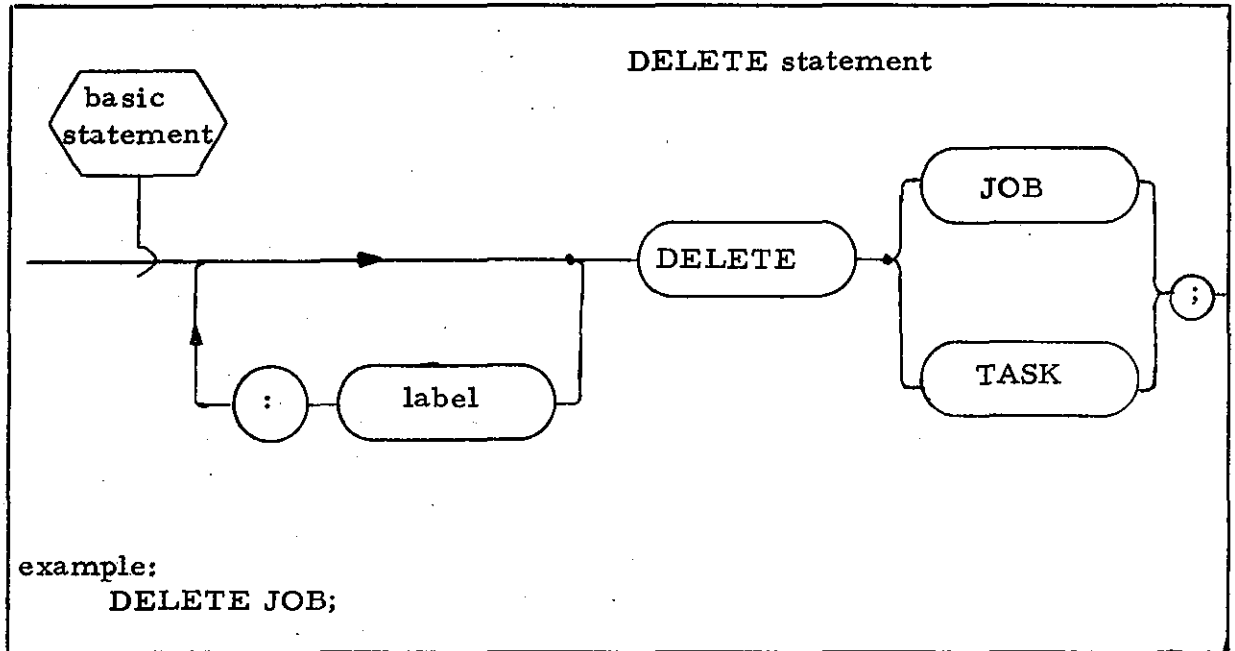 DELETE statement
basic
statement
JOB
DELETE
;
TASK
:
label
example:
DELETE JOB;